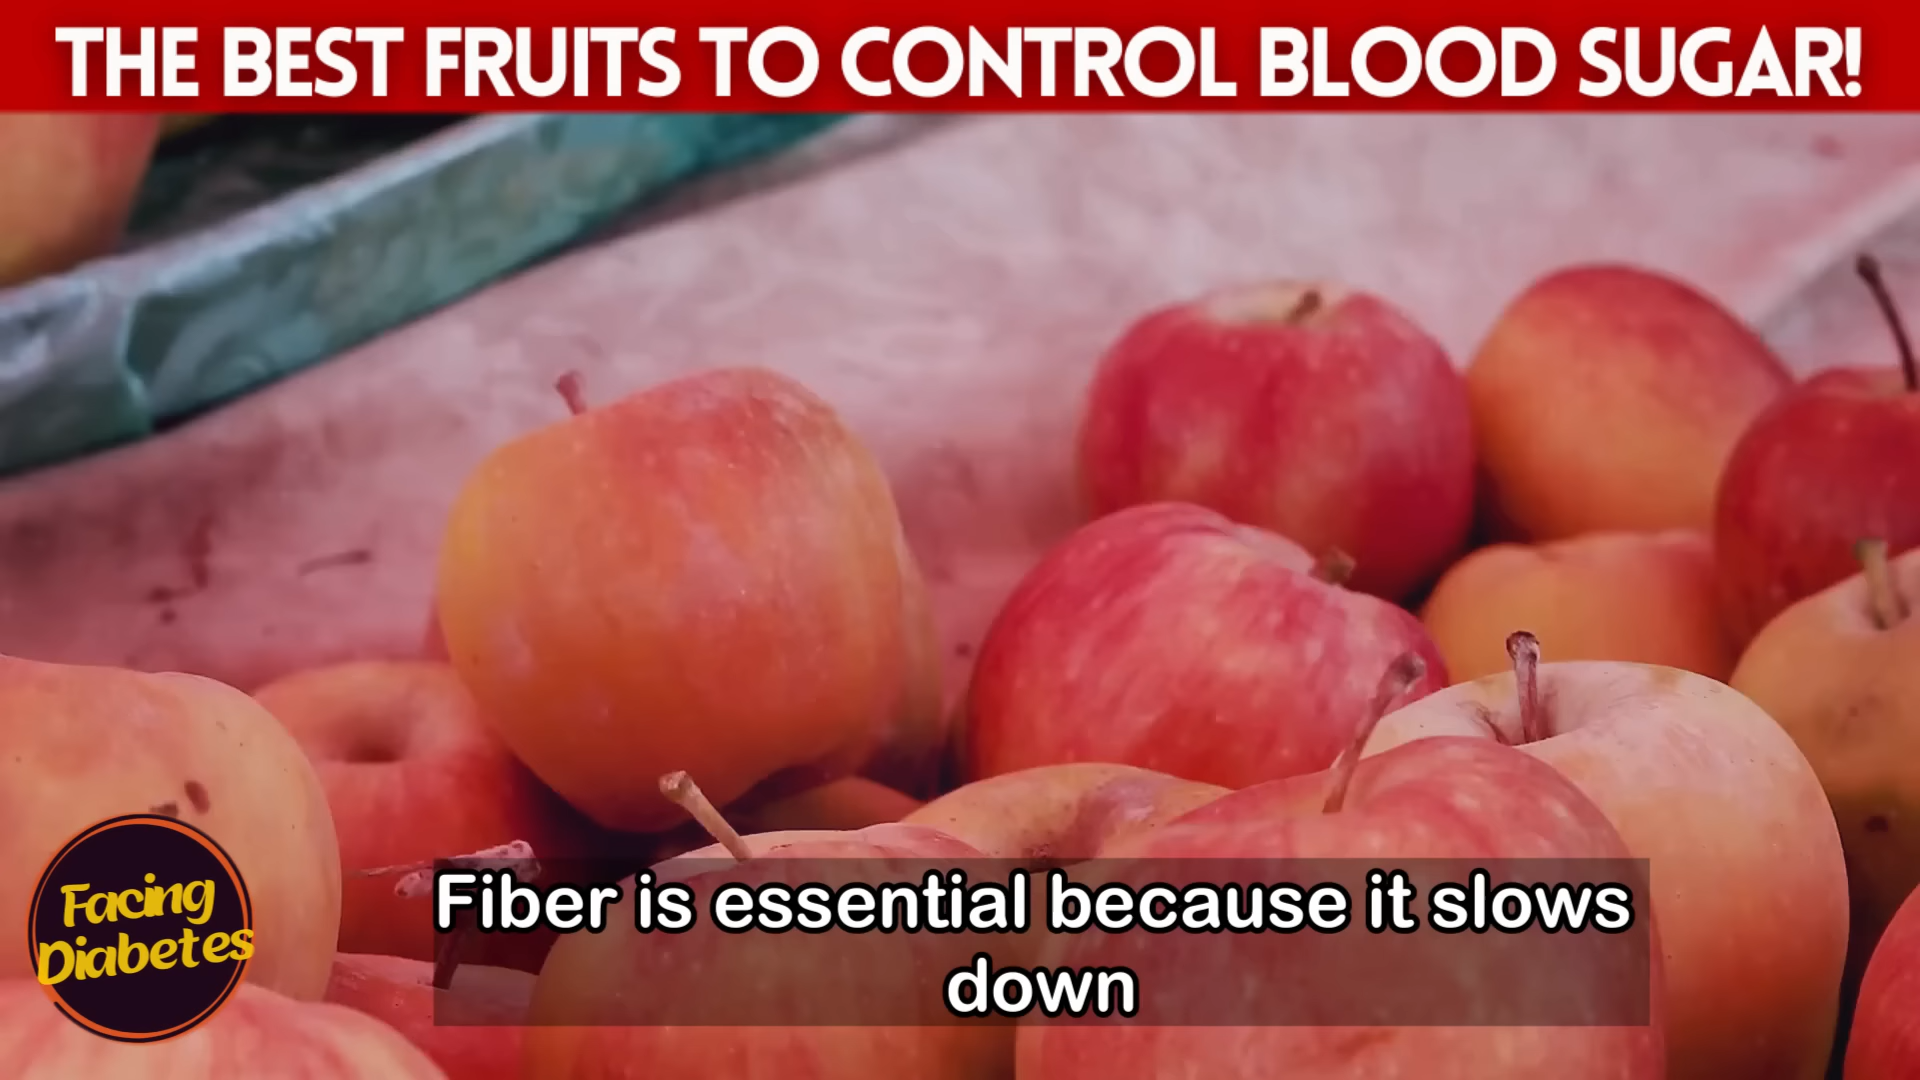 THE BEST FRUITS TO CONTROL BLOOD SUGAR!
Facing
Diabetes
Fiber is essential because it slows
down